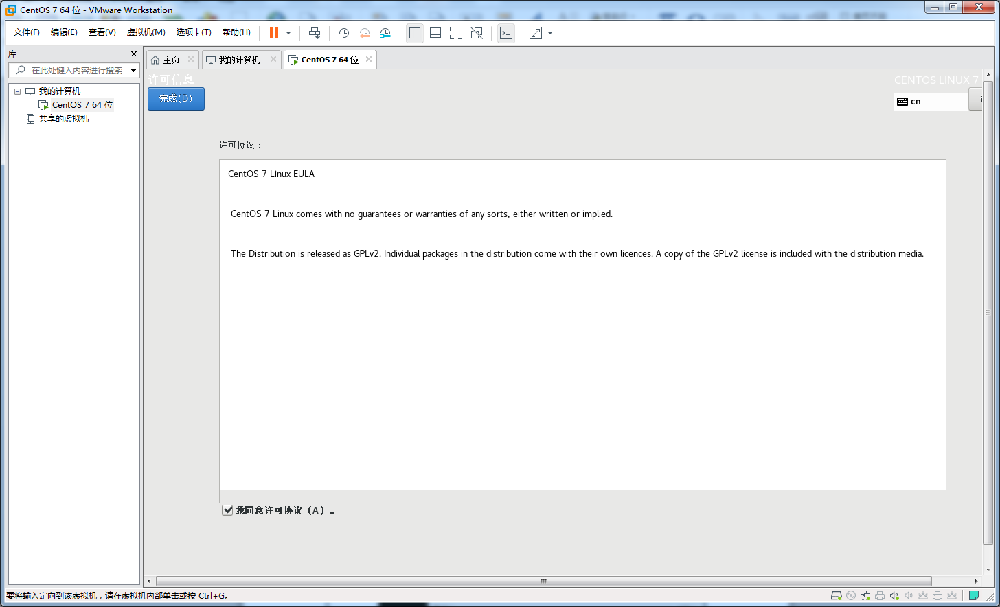 CentOS 7 64 位 - VMware Workstation
文件(F) 编辑(E) 查看(V) 虚拟机(M) 选项卡(T) 帮助(H)
库
在此处键入内容进行搜索
我的计算机
CentOS 7 64 位
共享的虚拟机
主页 我的计算机 CentOS 7 64 位
许可信息
CENTOS LINUX 7
完成(D)
cn
许可协议：
CentOS 7 Linux EULA
CentOS 7 Linux comes with no guarantees or warranties of any sorts, either written or implied.
The Distribution is released as GPLv2. Individual packages in the distribution come with their own licences. A copy of the GPLv2 license is included with the distribution media.
我同意许可协议（A）。
要将输入定向到该虚拟机，请在虚拟机内部单击或按 Ctrl+G。